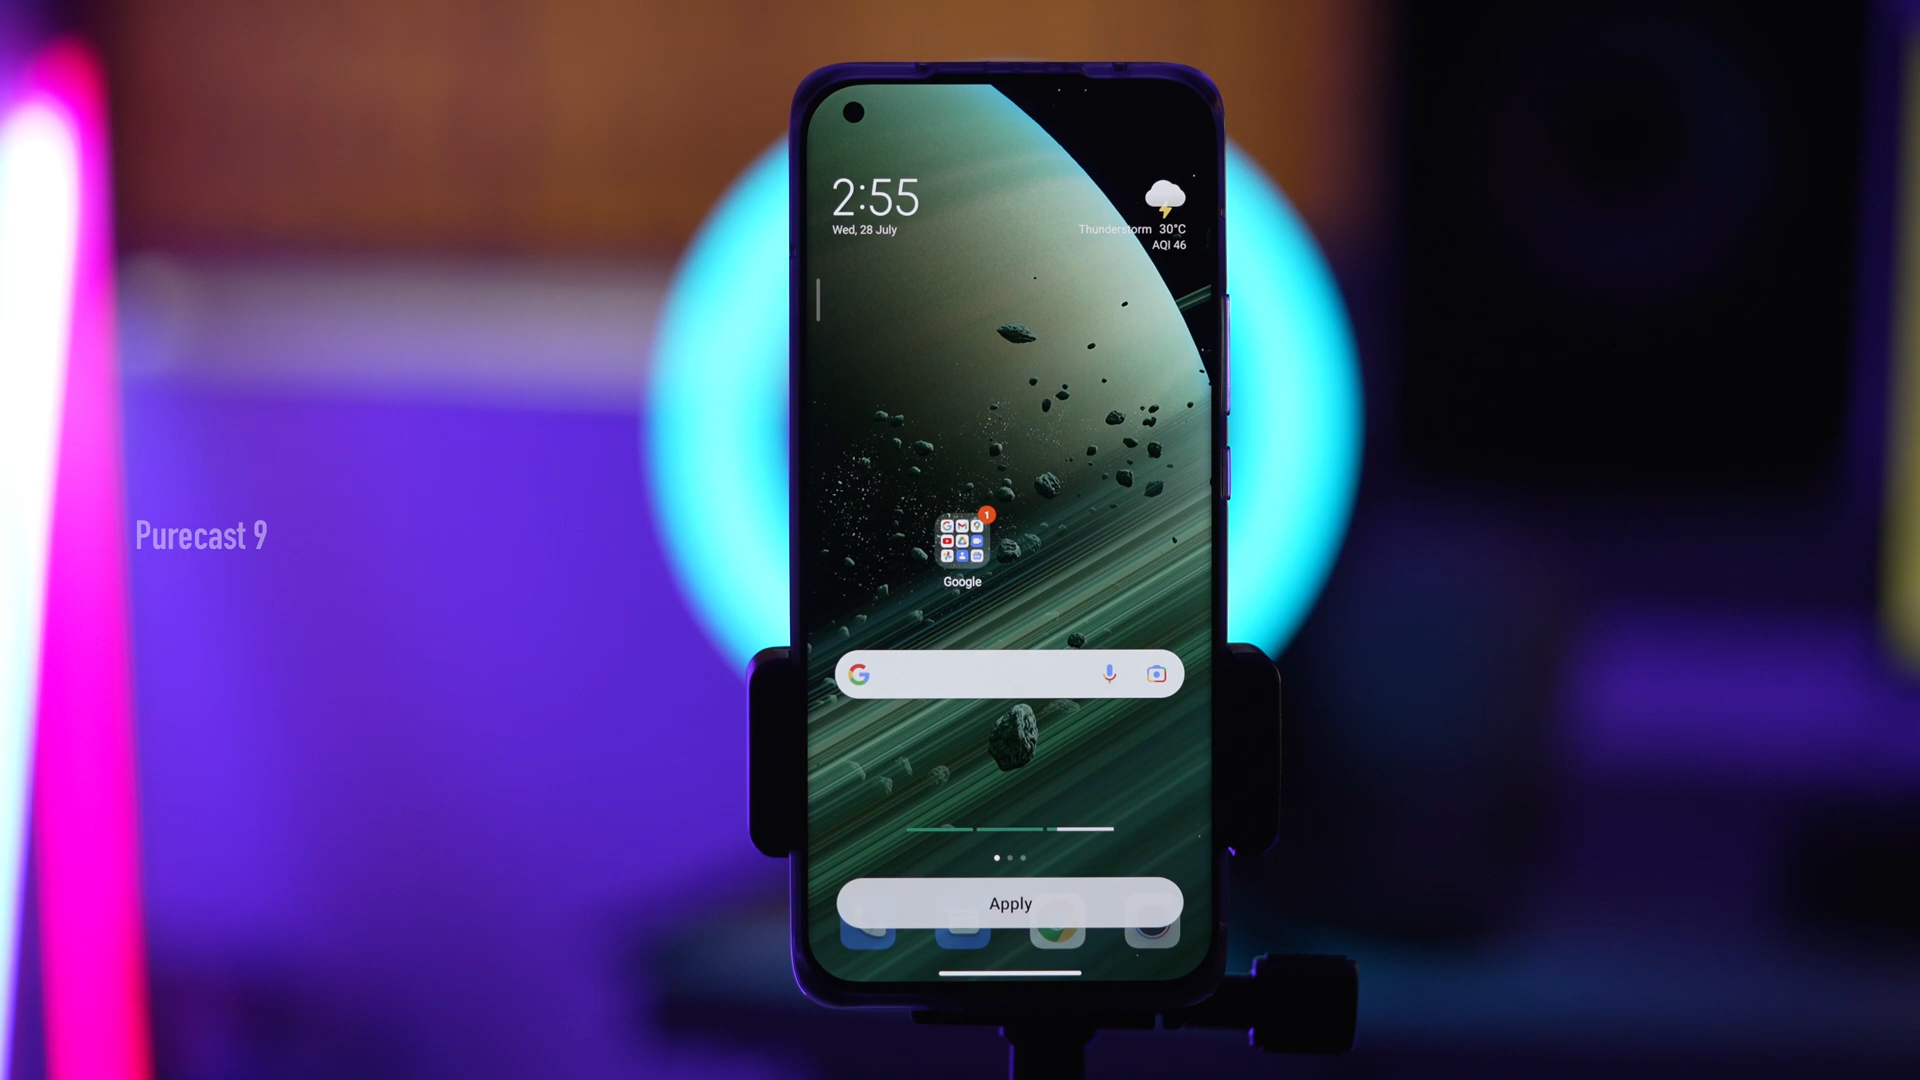 2:55
Wed, 28 July
Thunderstorm 30°C
AQI 46
Purecast 9
1
Google
Apply